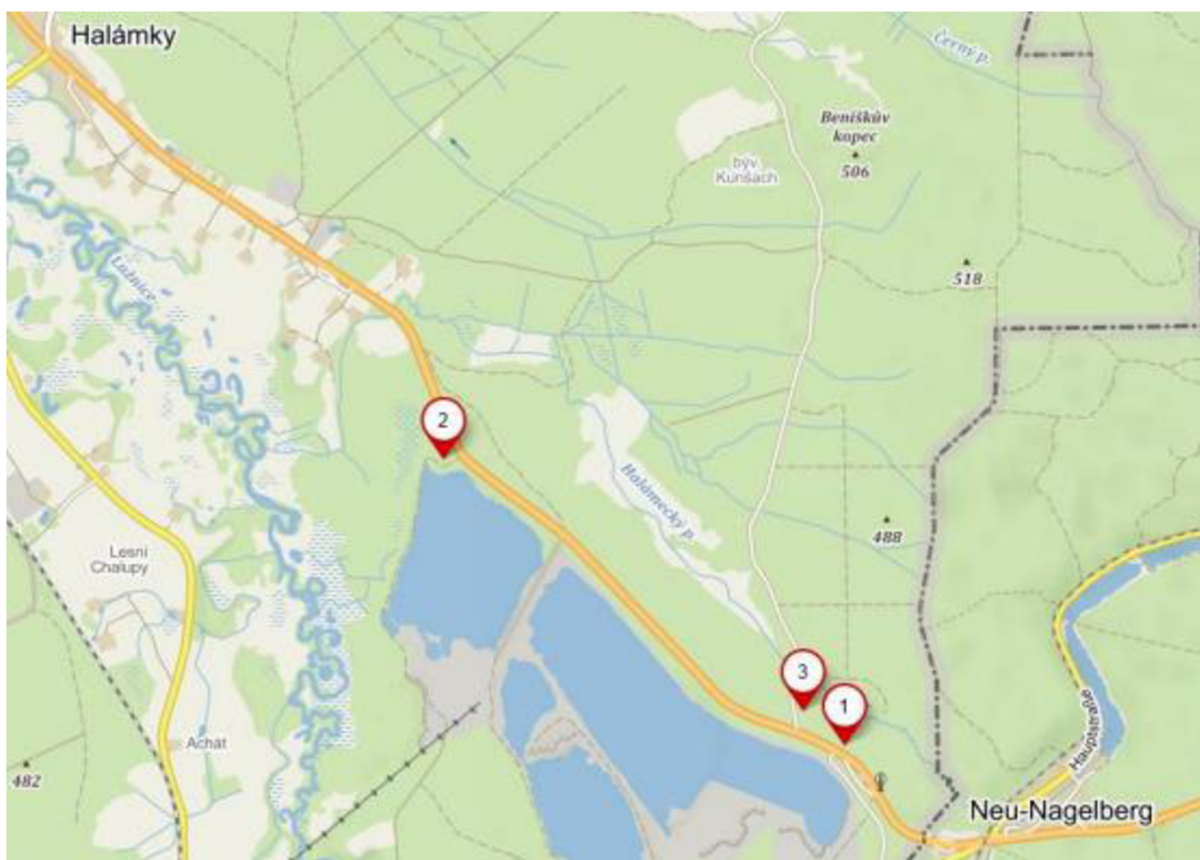 Halámky
Černý p.
Beniškův
kopec
506
býv.
Kunšach
518
Lužnice
2
Halámecký p.
488
Lesní
Chalupy
3
1
Achát
482
Hauptstraße
Neu-Nagelberg